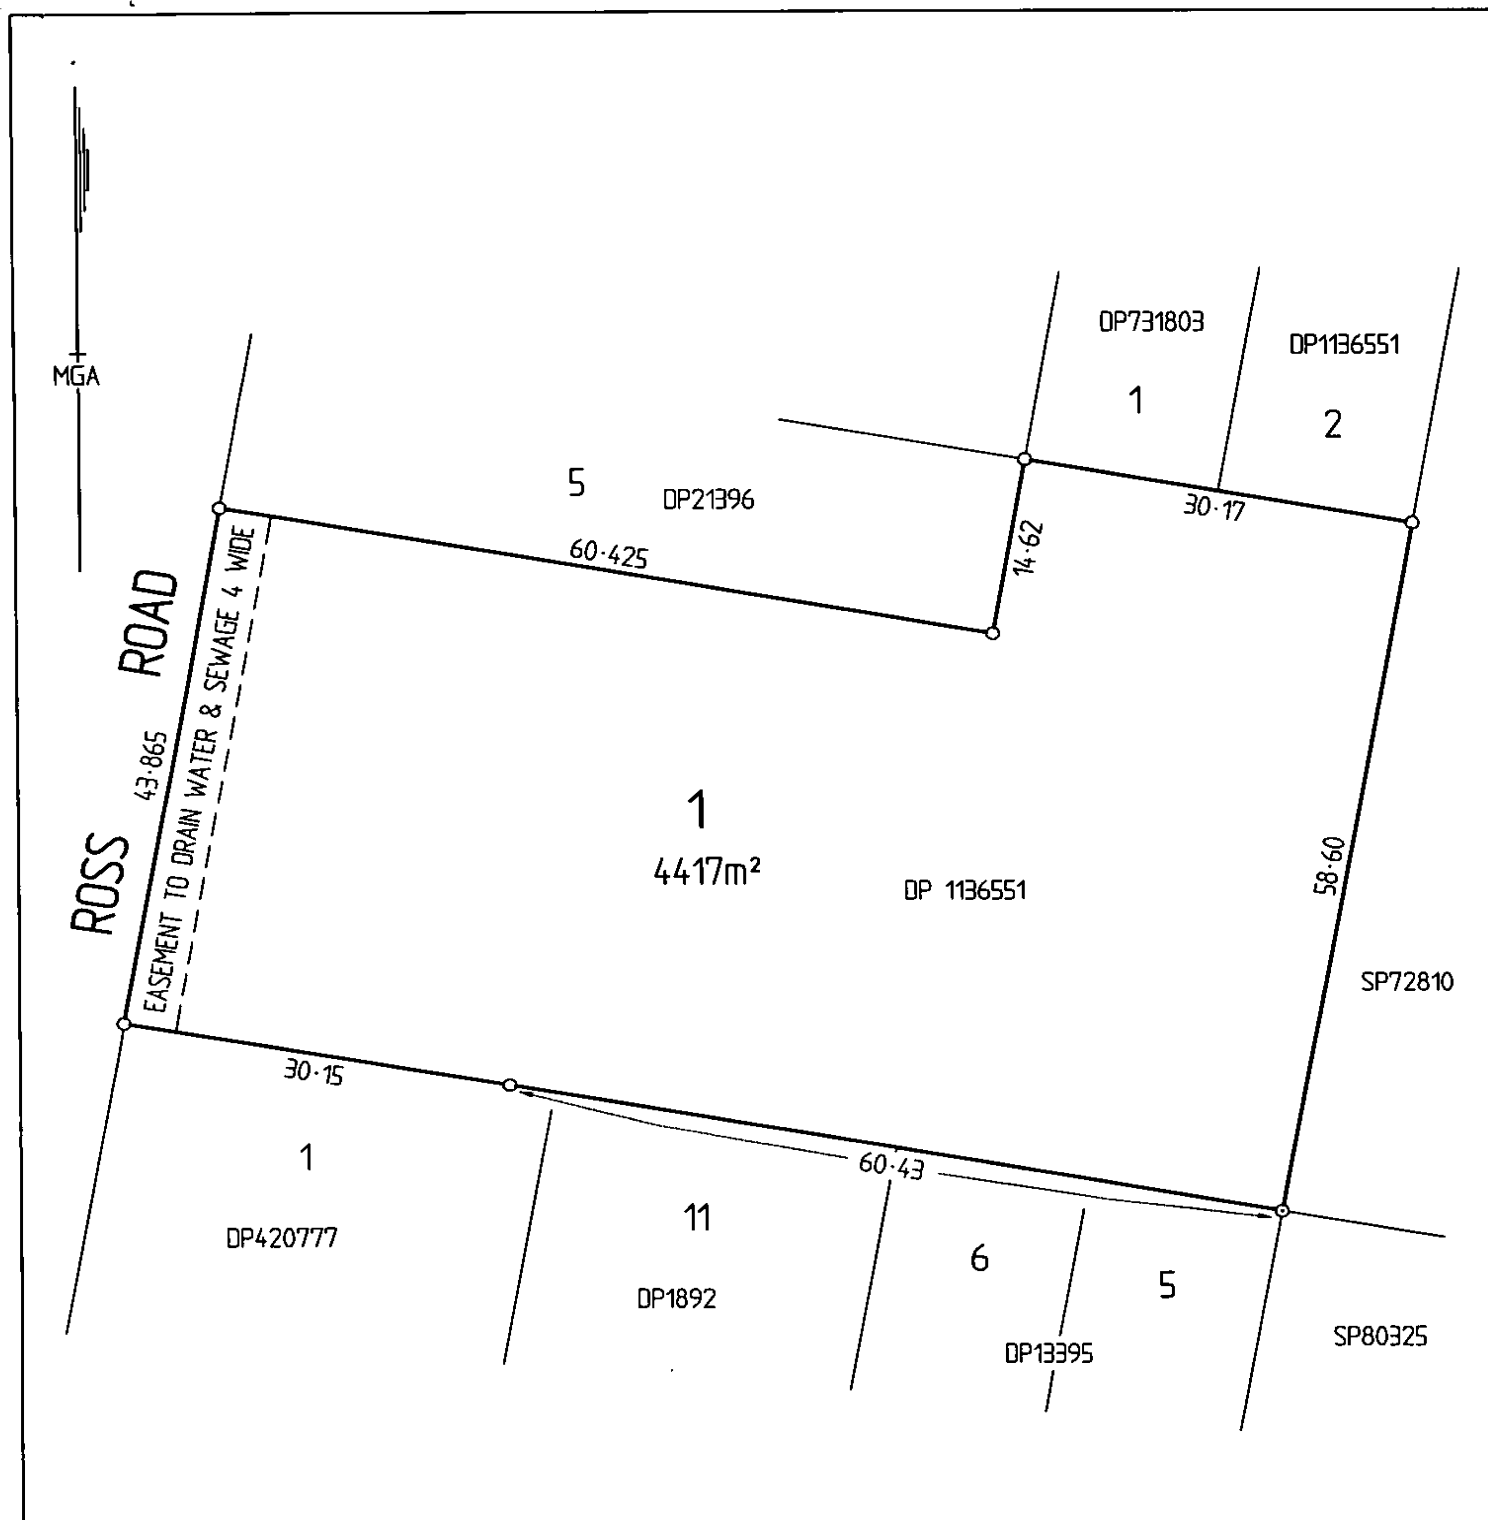 MGA
DP731803
1
DP1136551
2
5
DP21396
60·425
14·62
30·17
ROSS ROAD
43·865
EASEMENT TO DRAIN WATER & SEWAGE 4 WIDE
1
4417m²
DP 1136551
58·60
SP72810
30·15
60·43
1
DP420777
11
DP1892
6
5
DP13395
SP80325